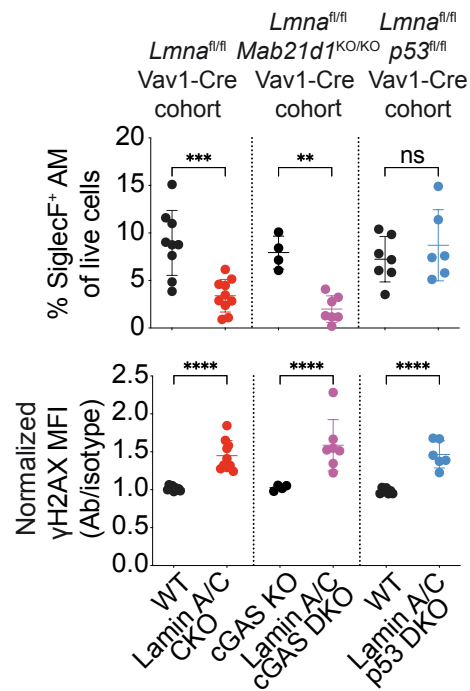 Lmnafl/fl
Vav1-Cre
cohort
Lmnafl/fl
Mab21d1KO/KO
Vav1-Cre
cohort
Lmnafl/fl
p53fl/fl
Vav1-Cre
cohort
% SiglecF+ AM
of live cells
20
15
10
5
0
***
**
ns
Normalized
γH2AX MFI
(Ab/isotype)
2.5
2.0
1.5
1.0
0.5
0.0
****
****
****
WT
Lamin A/C
CKO
cGAS KO
Lamin A/C
cGAS DKO
WT
Lamin A/C
p53 DKO